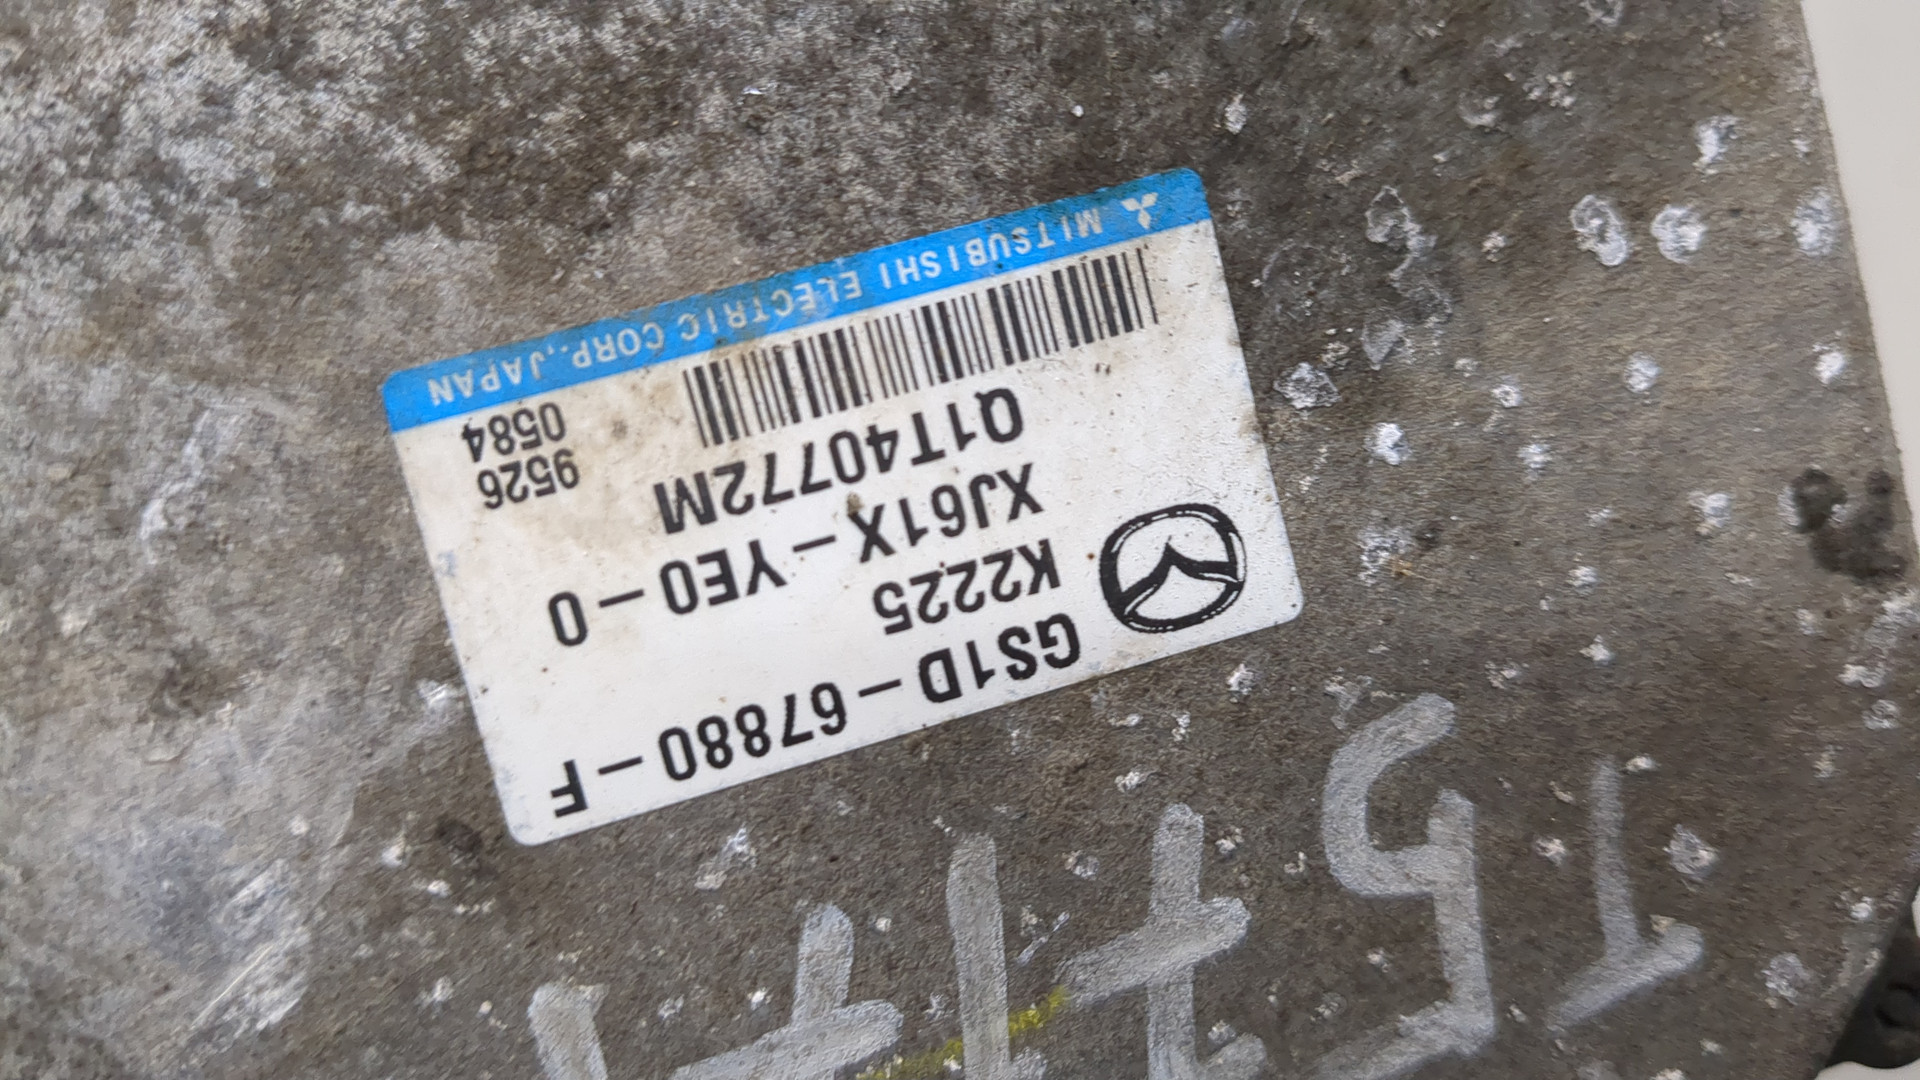 GS1D-67880-F
K2225
XJ61X-YE0-0
Q1T40772M
9526
0584
MITSUBISHI ELECTRIC CORP.,JAPAN